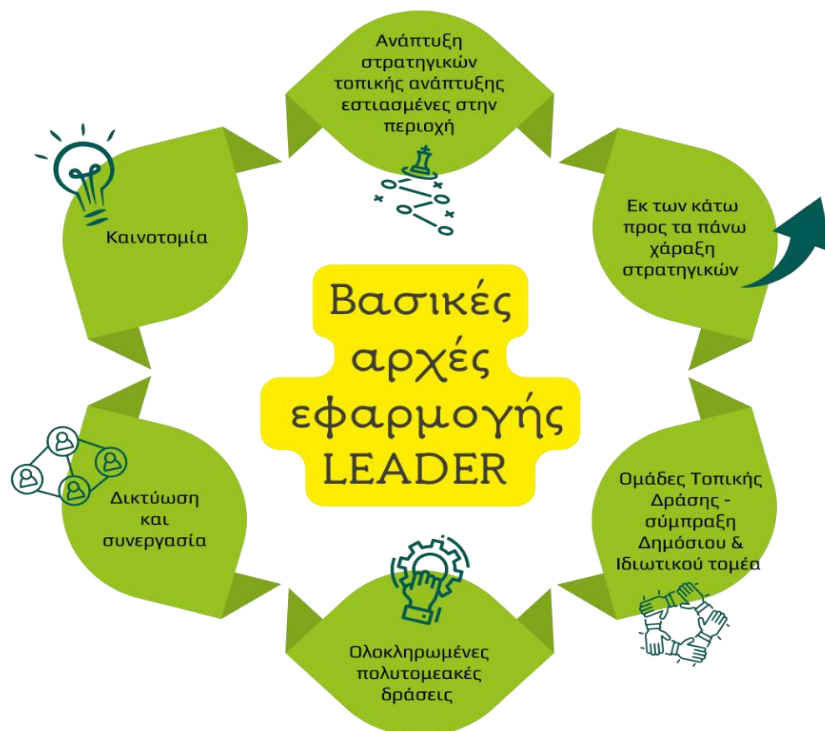 Ανάπτυξη
στρατηγικών
τοπικής ανάπτυξης
εστιασμένες στην
περιοχή
Εκ των κάτω
προς τα πάνω
χάραξη
στρατηγικών
Ομάδες Τοπικής
Δράσης -
σύμπραξη
Δημόσιου &
Ιδιωτικού τομέα
Ολοκληρωμένες
πολυτομεακές
δράσεις
Δικτύωση
και
συνεργασία
Καινοτομία
Βασικές
αρχές
εφαρμογής
LEADER